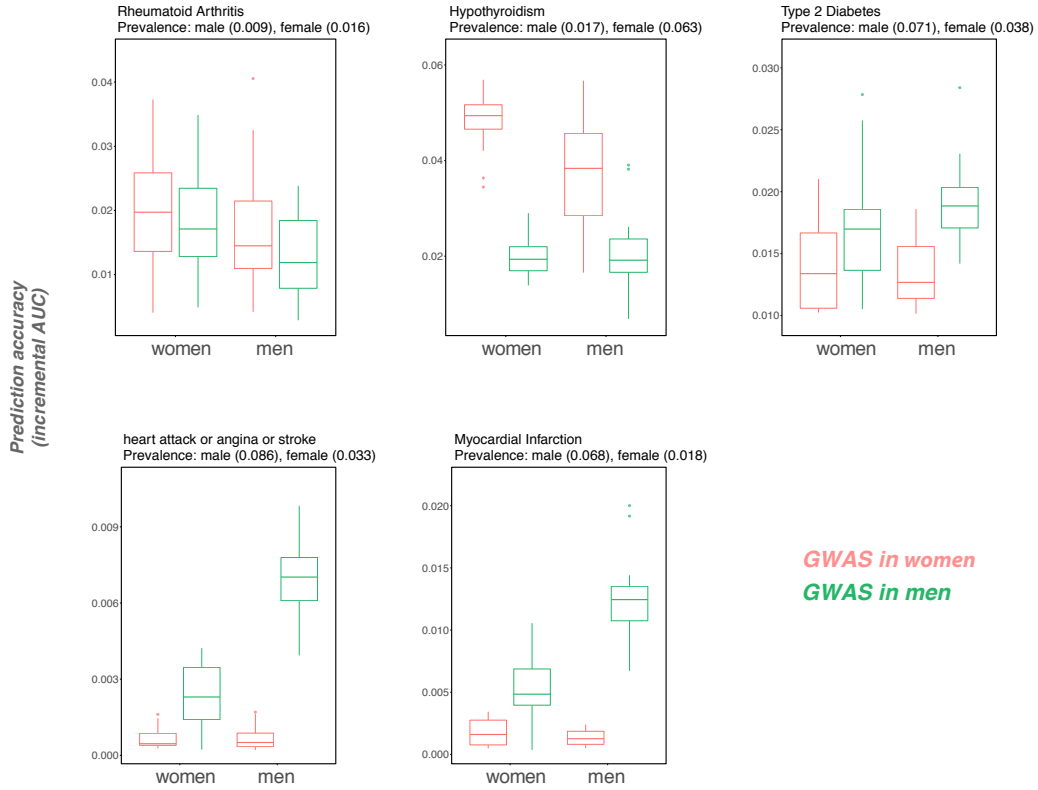 Rheumatoid Arthritis
Prevalence: male (0.009), female (0.016)
0.04
0.03
0.02
0.01
women
men
Hypothyroidism
Prevalence: male (0.017), female (0.063)
0.06
0.04
0.02
women
men
Type 2 Diabetes
Prevalence: male (0.071), female (0.038)
0.030
0.025
0.020
0.015
0.010
women
men
Prediction accuracy
(incremental AUC)
heart attack or angina or stroke
Prevalence: male (0.086), female (0.033)
0.009
0.006
0.003
0.000
women
men
Myocardial Infarction
Prevalence: male (0.068), female (0.018)
0.020
0.015
0.010
0.005
0.000
women
men
GWAS in women
GWAS in men